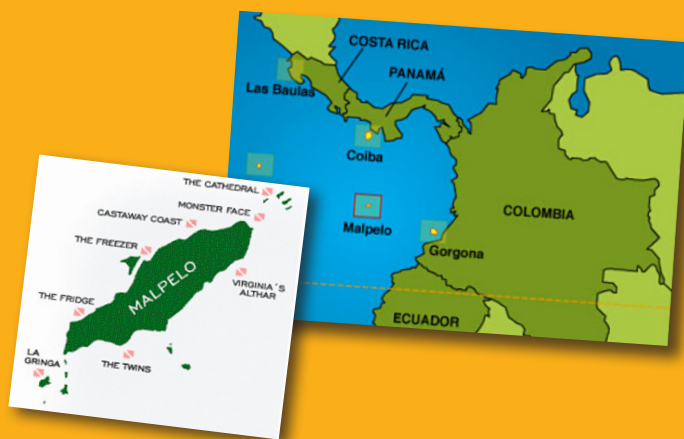 COSTA RICA
PANAMÁ
Las Baulas
Coiba
Malpelo
Gorgona
COLOMBIA
ECUADOR
THE CATHEDRAL
MONSTER FACE
CASTAWAY COAST
THE FREEZER
MALPELO
VIRGINIA´S
ALTHAR
THE FRIDGE
LA
GRINGA
THE TWINS